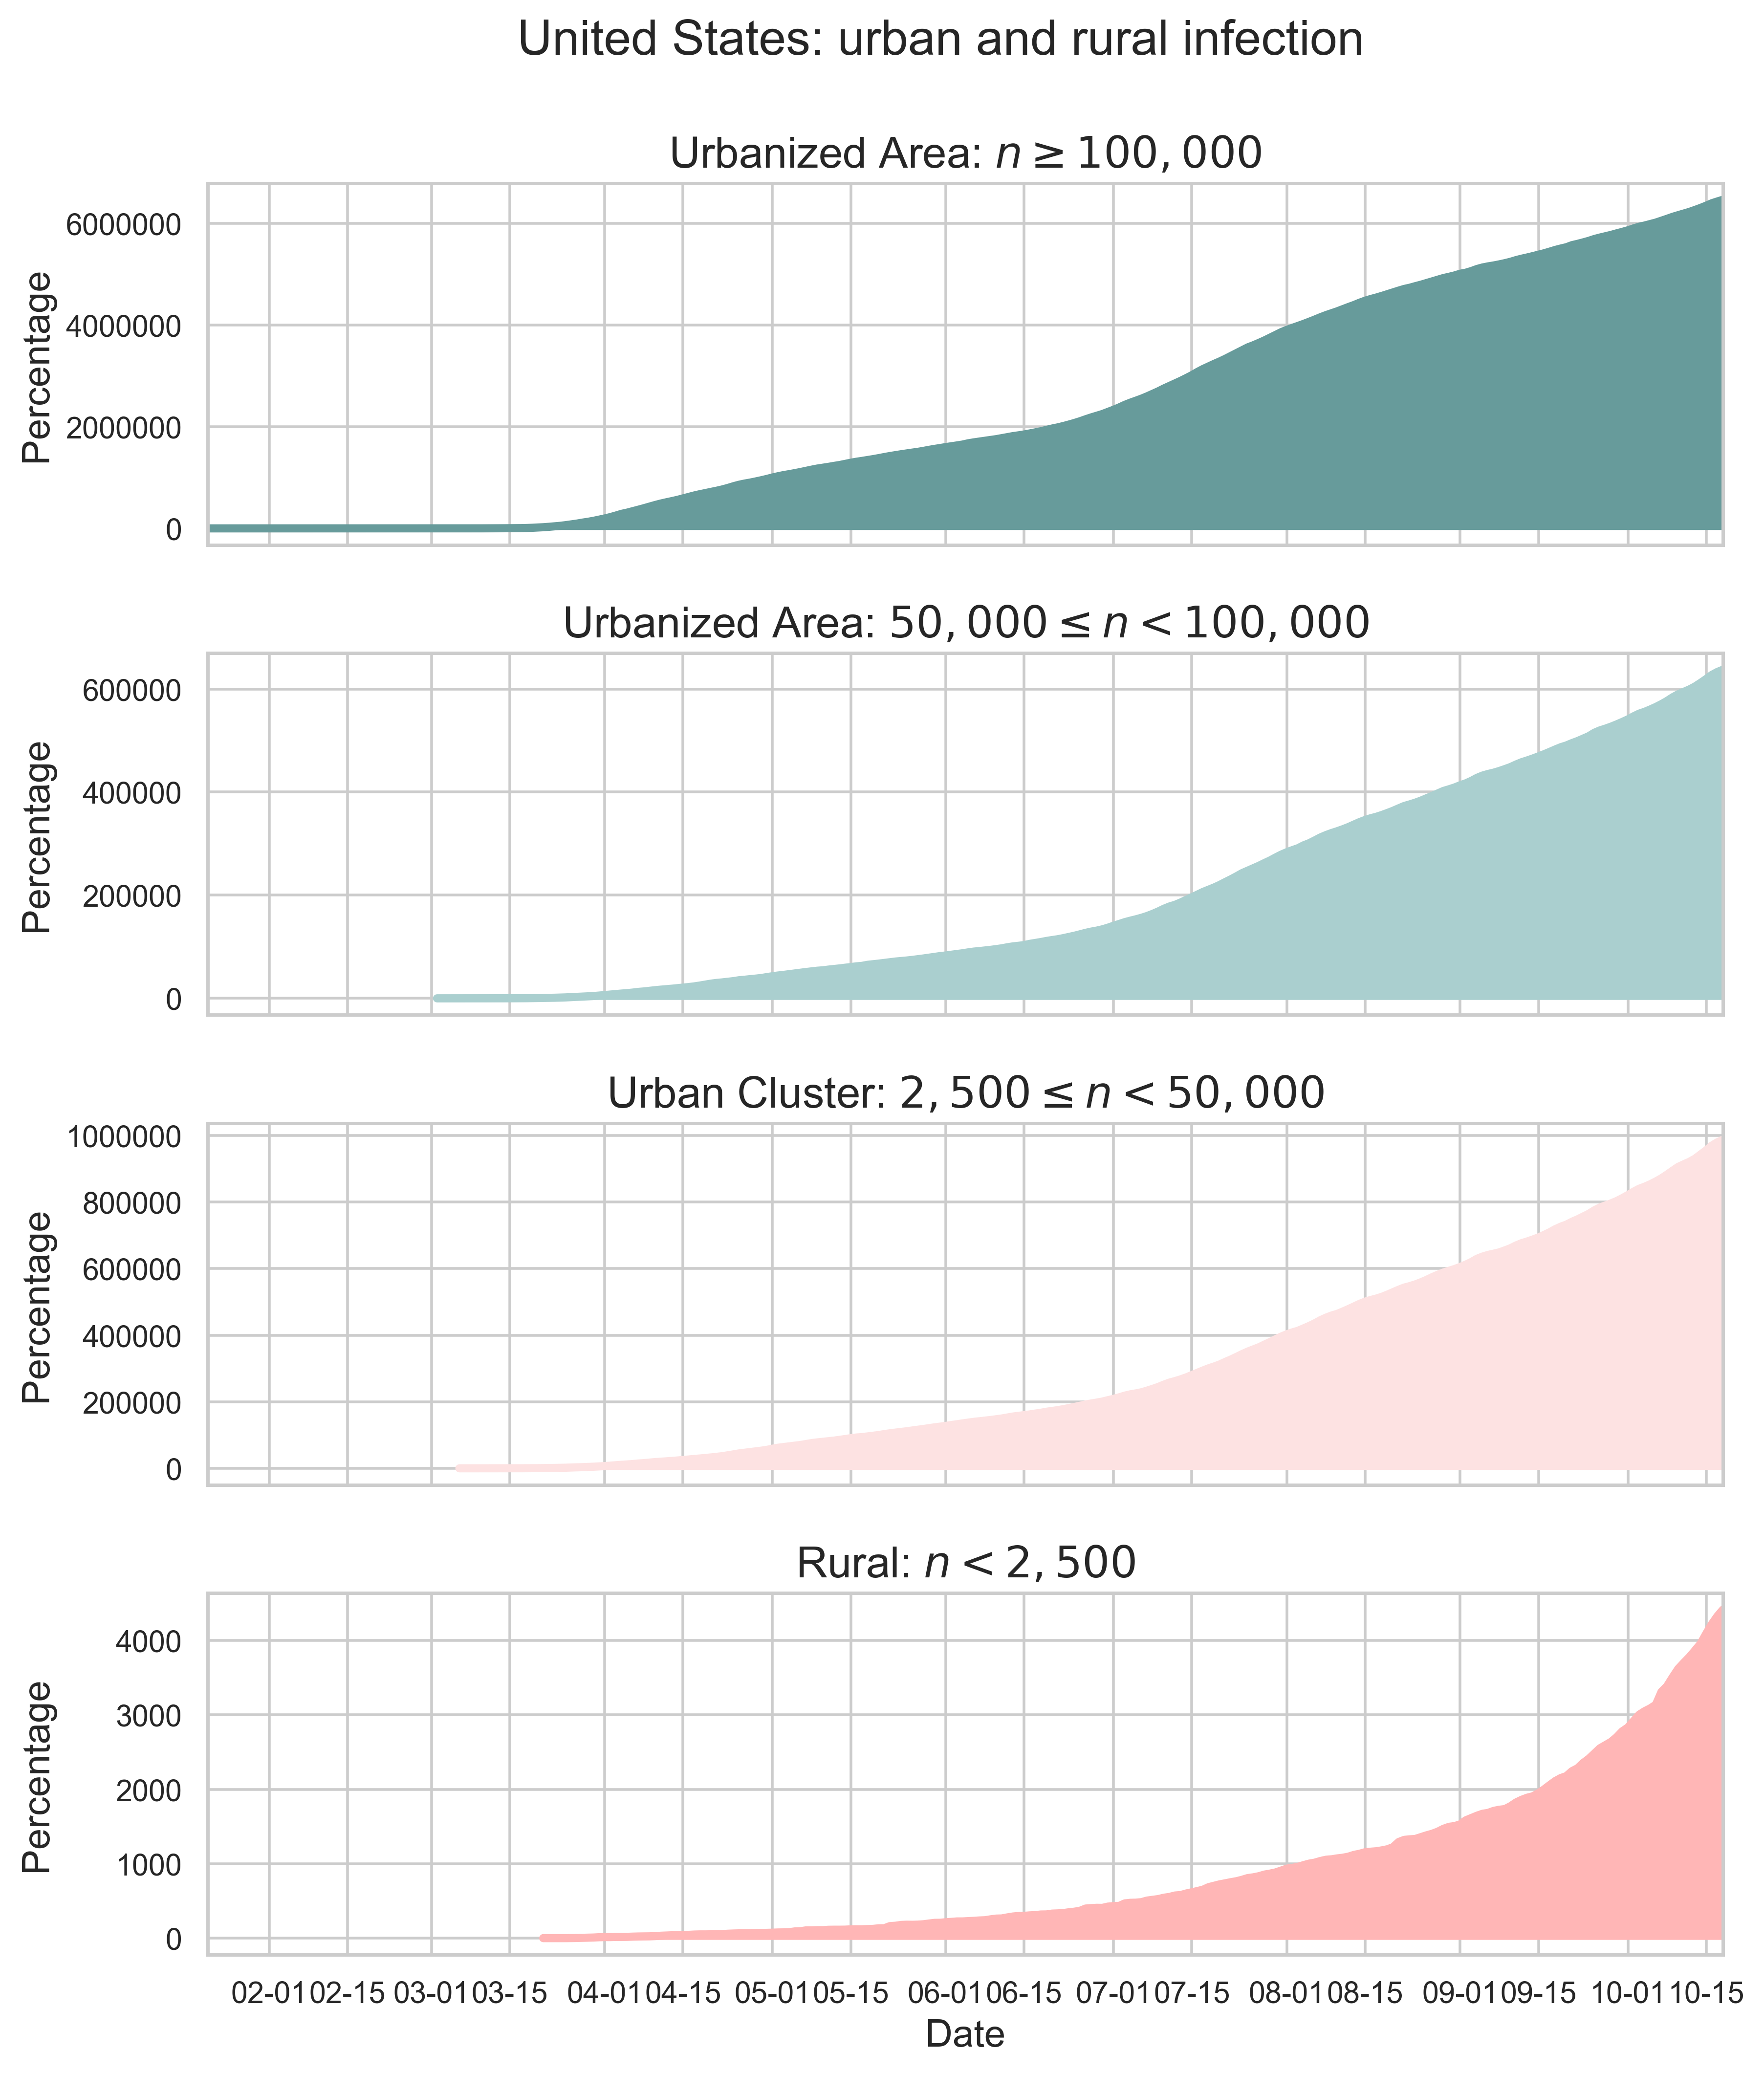 United States: urban and rural infection
Urbanized Area: n ≥ 100, 000
6000000
4000000
2000000
0
Percentage
Urbanized Area: 50, 000 ≤ n < 100, 000
600000
400000
200000
0
Percentage
Urban Cluster: 2, 500 ≤ n < 50, 000
1000000
800000
600000
400000
200000
0
Percentage
Rural: n < 2, 500
4000
3000
2000
1000
0
Percentage
02-01 02-15 03-01 03-15 04-01 04-15 05-01 05-15 06-01 06-15 07-01 07-15 08-01 08-15 09-01 09-15 10-01 10-15
Date